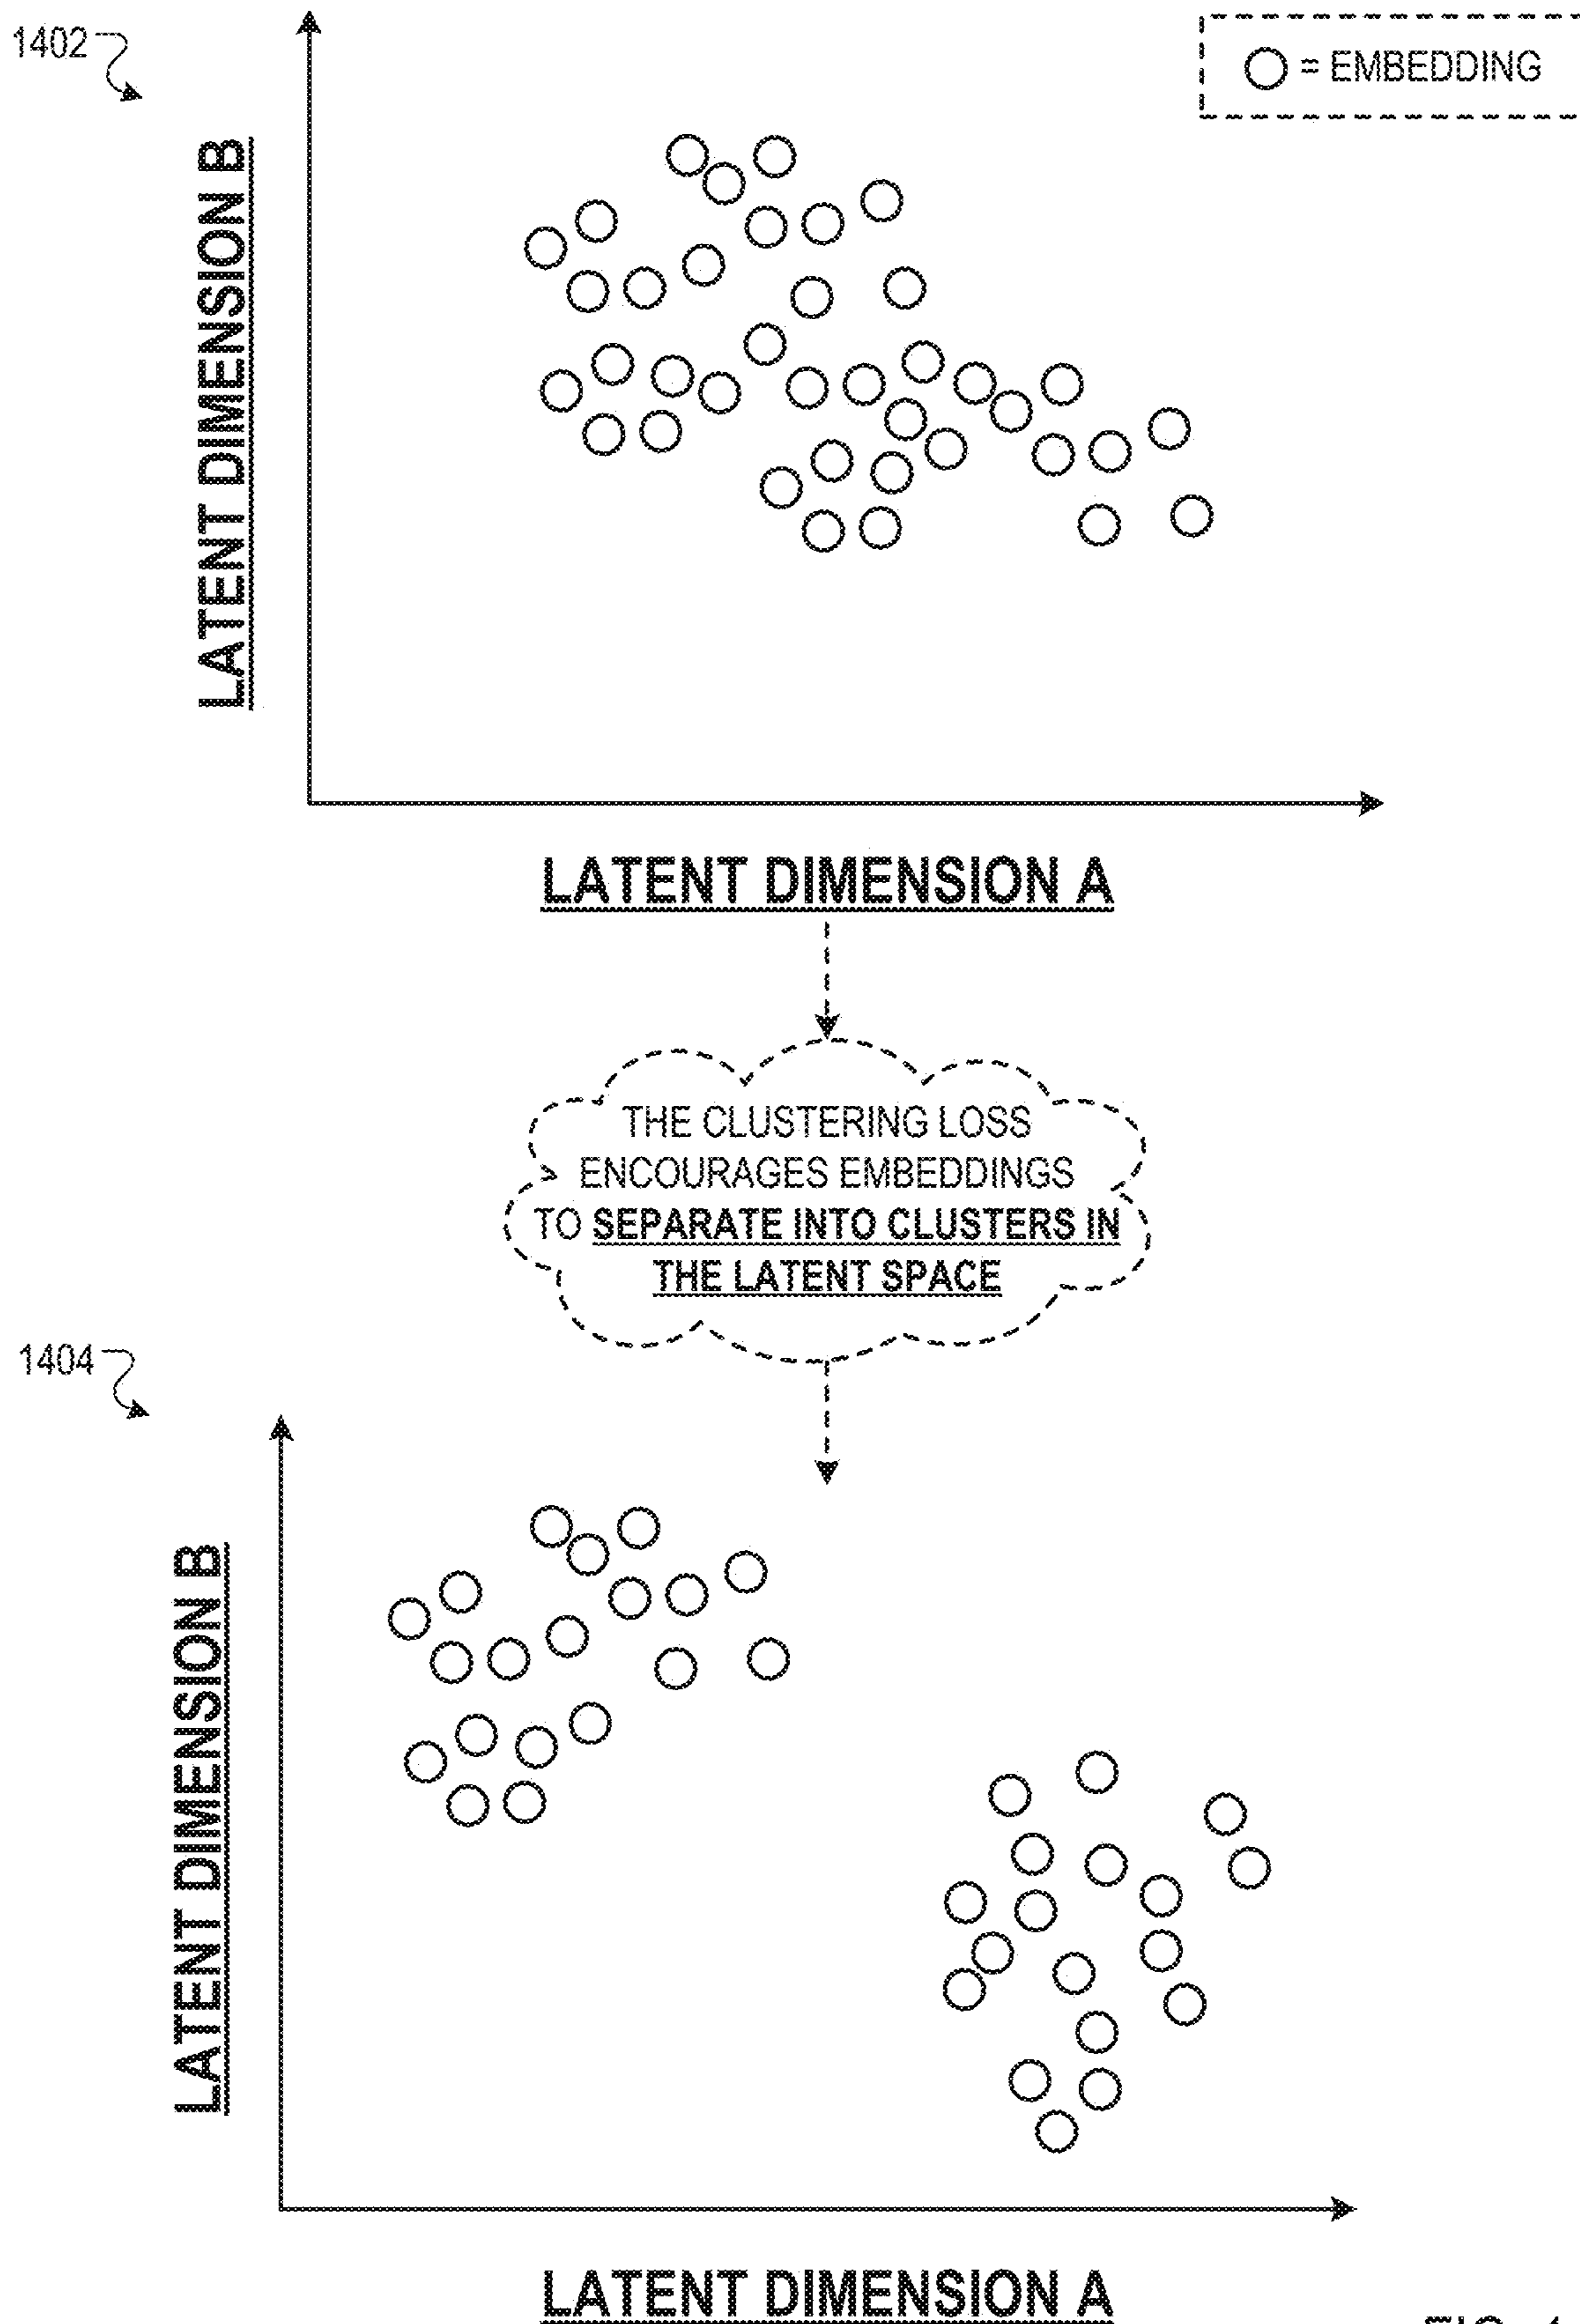 1402
= EMBEDDING
LATENT DIMENSION B
LATENT DIMENSION A
THE CLUSTERING LOSS
ENCOURAGES EMBEDDINGS
TO SEPARATE INTO CLUSTERS IN
THE LATENT SPACE
1404
LATENT DIMENSION B
LATENT DIMENSION A